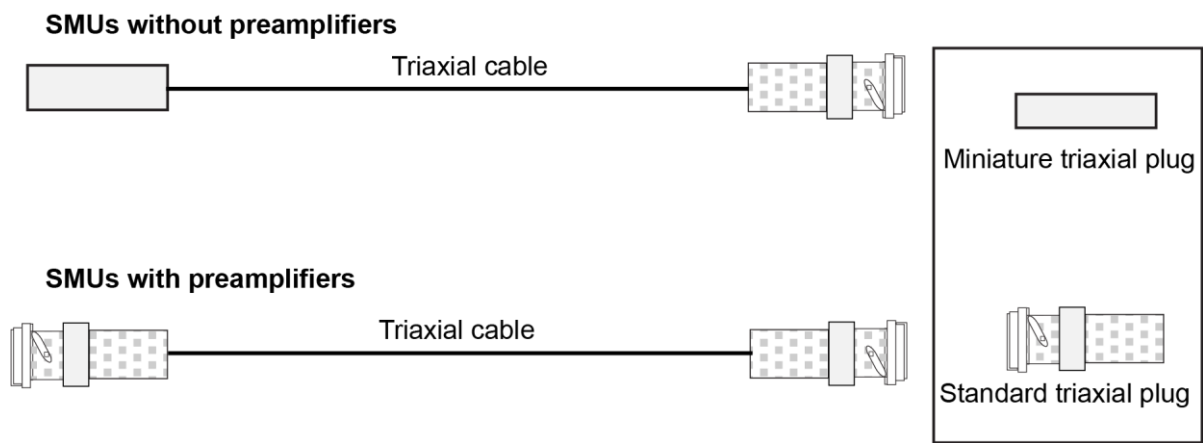 SMUs without preamplifiers
Triaxial cable
Miniature triaxial plug
SMUs with preamplifiers
Triaxial cable
Standard triaxial plug